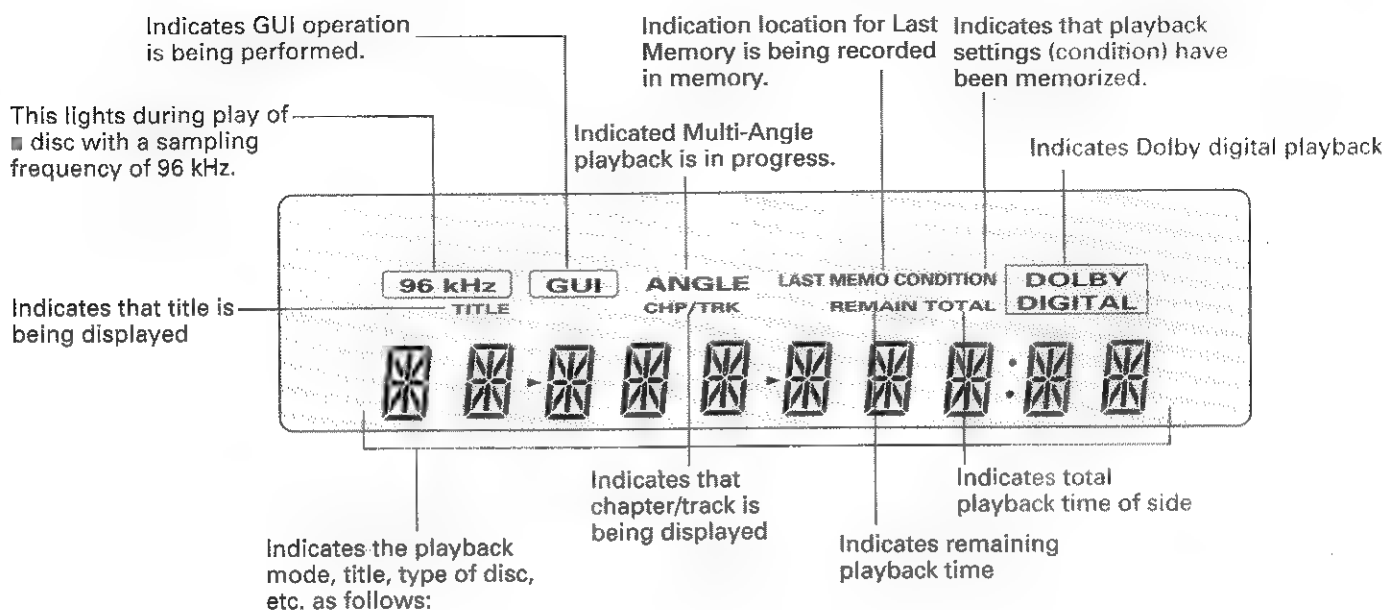 Indicates GUI operation
is being performed.
Indication location for Last
Memory is being recorded
in memory.
Indicates that playback
settings (condition) have
been memorized.
This lights during play of
disc with a sampling
frequency of 96 kHz.
Indicated Multi-Angle
playback is in progress.
Indicates Dolby digital playback
96 kHz GUI ANGLE LAST MEMO CONDITION DOLBY
TITLE CHP/TRK REMAIN TOTAL DIGITAL
Indicates that title is
being displayed
Indicates that
chapter/track is
being displayed
Indicates total
playback time of side
Indicates remaining
playback time
Indicates the playback
mode, title, type of disc,
etc. as follows: